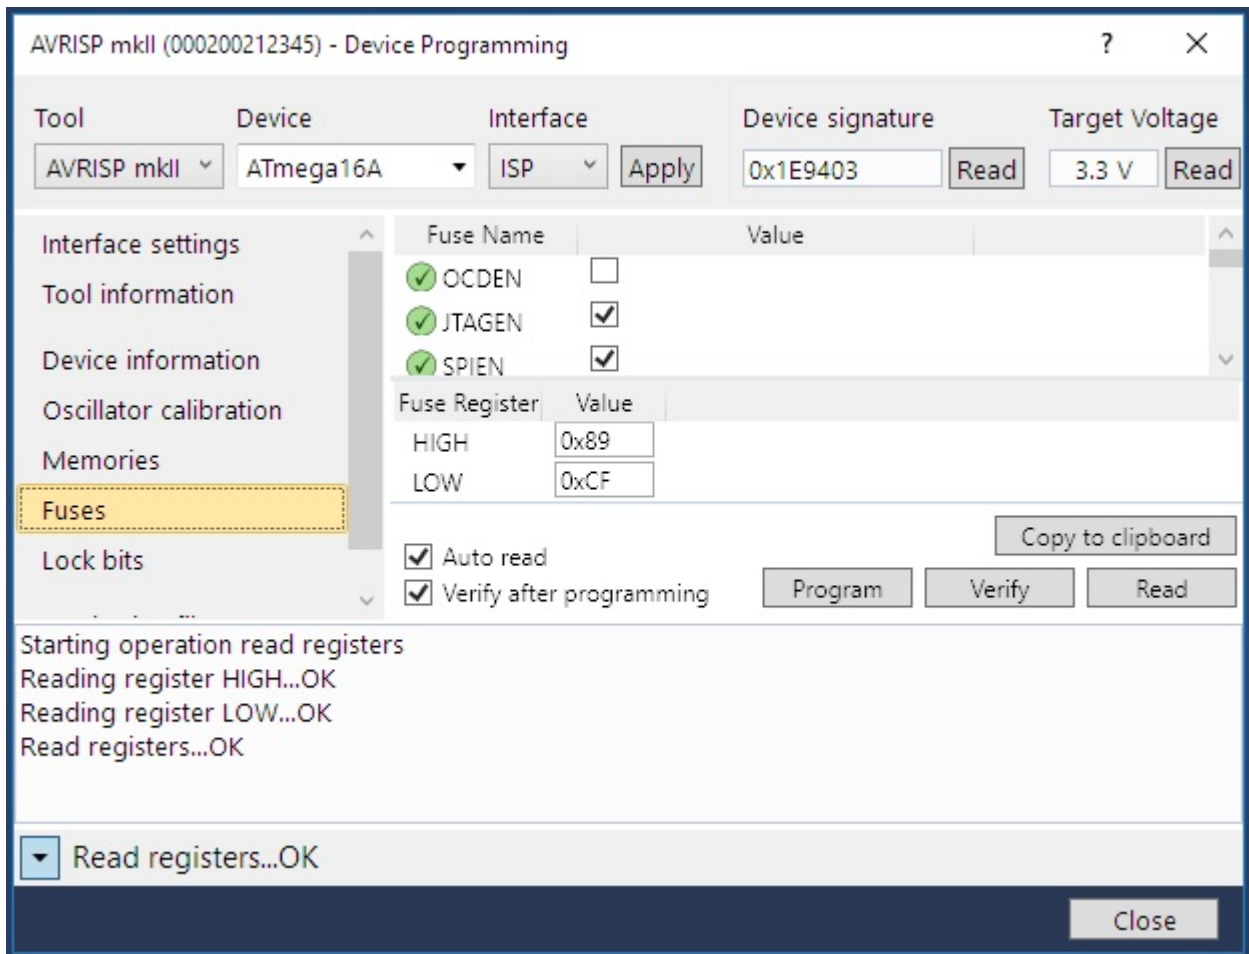 AVRISP mkII (000200212345) - Device Programming ?
Tool Device Interface Device signature Target Voltage
AVRISP mkII ATmega16A ISP Apply 0x1E9403 Read 3.3 V Read
Interface settings
Tool information
Device information
Oscillator calibration
Memories
Fuses
Lock bits
Fuse Name Value
OCDEN
JTAGEN
SPIEN
Fuse Register Value
HIGH 0x89
LOW 0xCF
Copy to clipboard
Auto read
Verify after programming Program Verify Read
Starting operation read registers
Reading register HIGH...OK
Reading register LOW...OK
Read registers...OK
Read registers...OK
Close